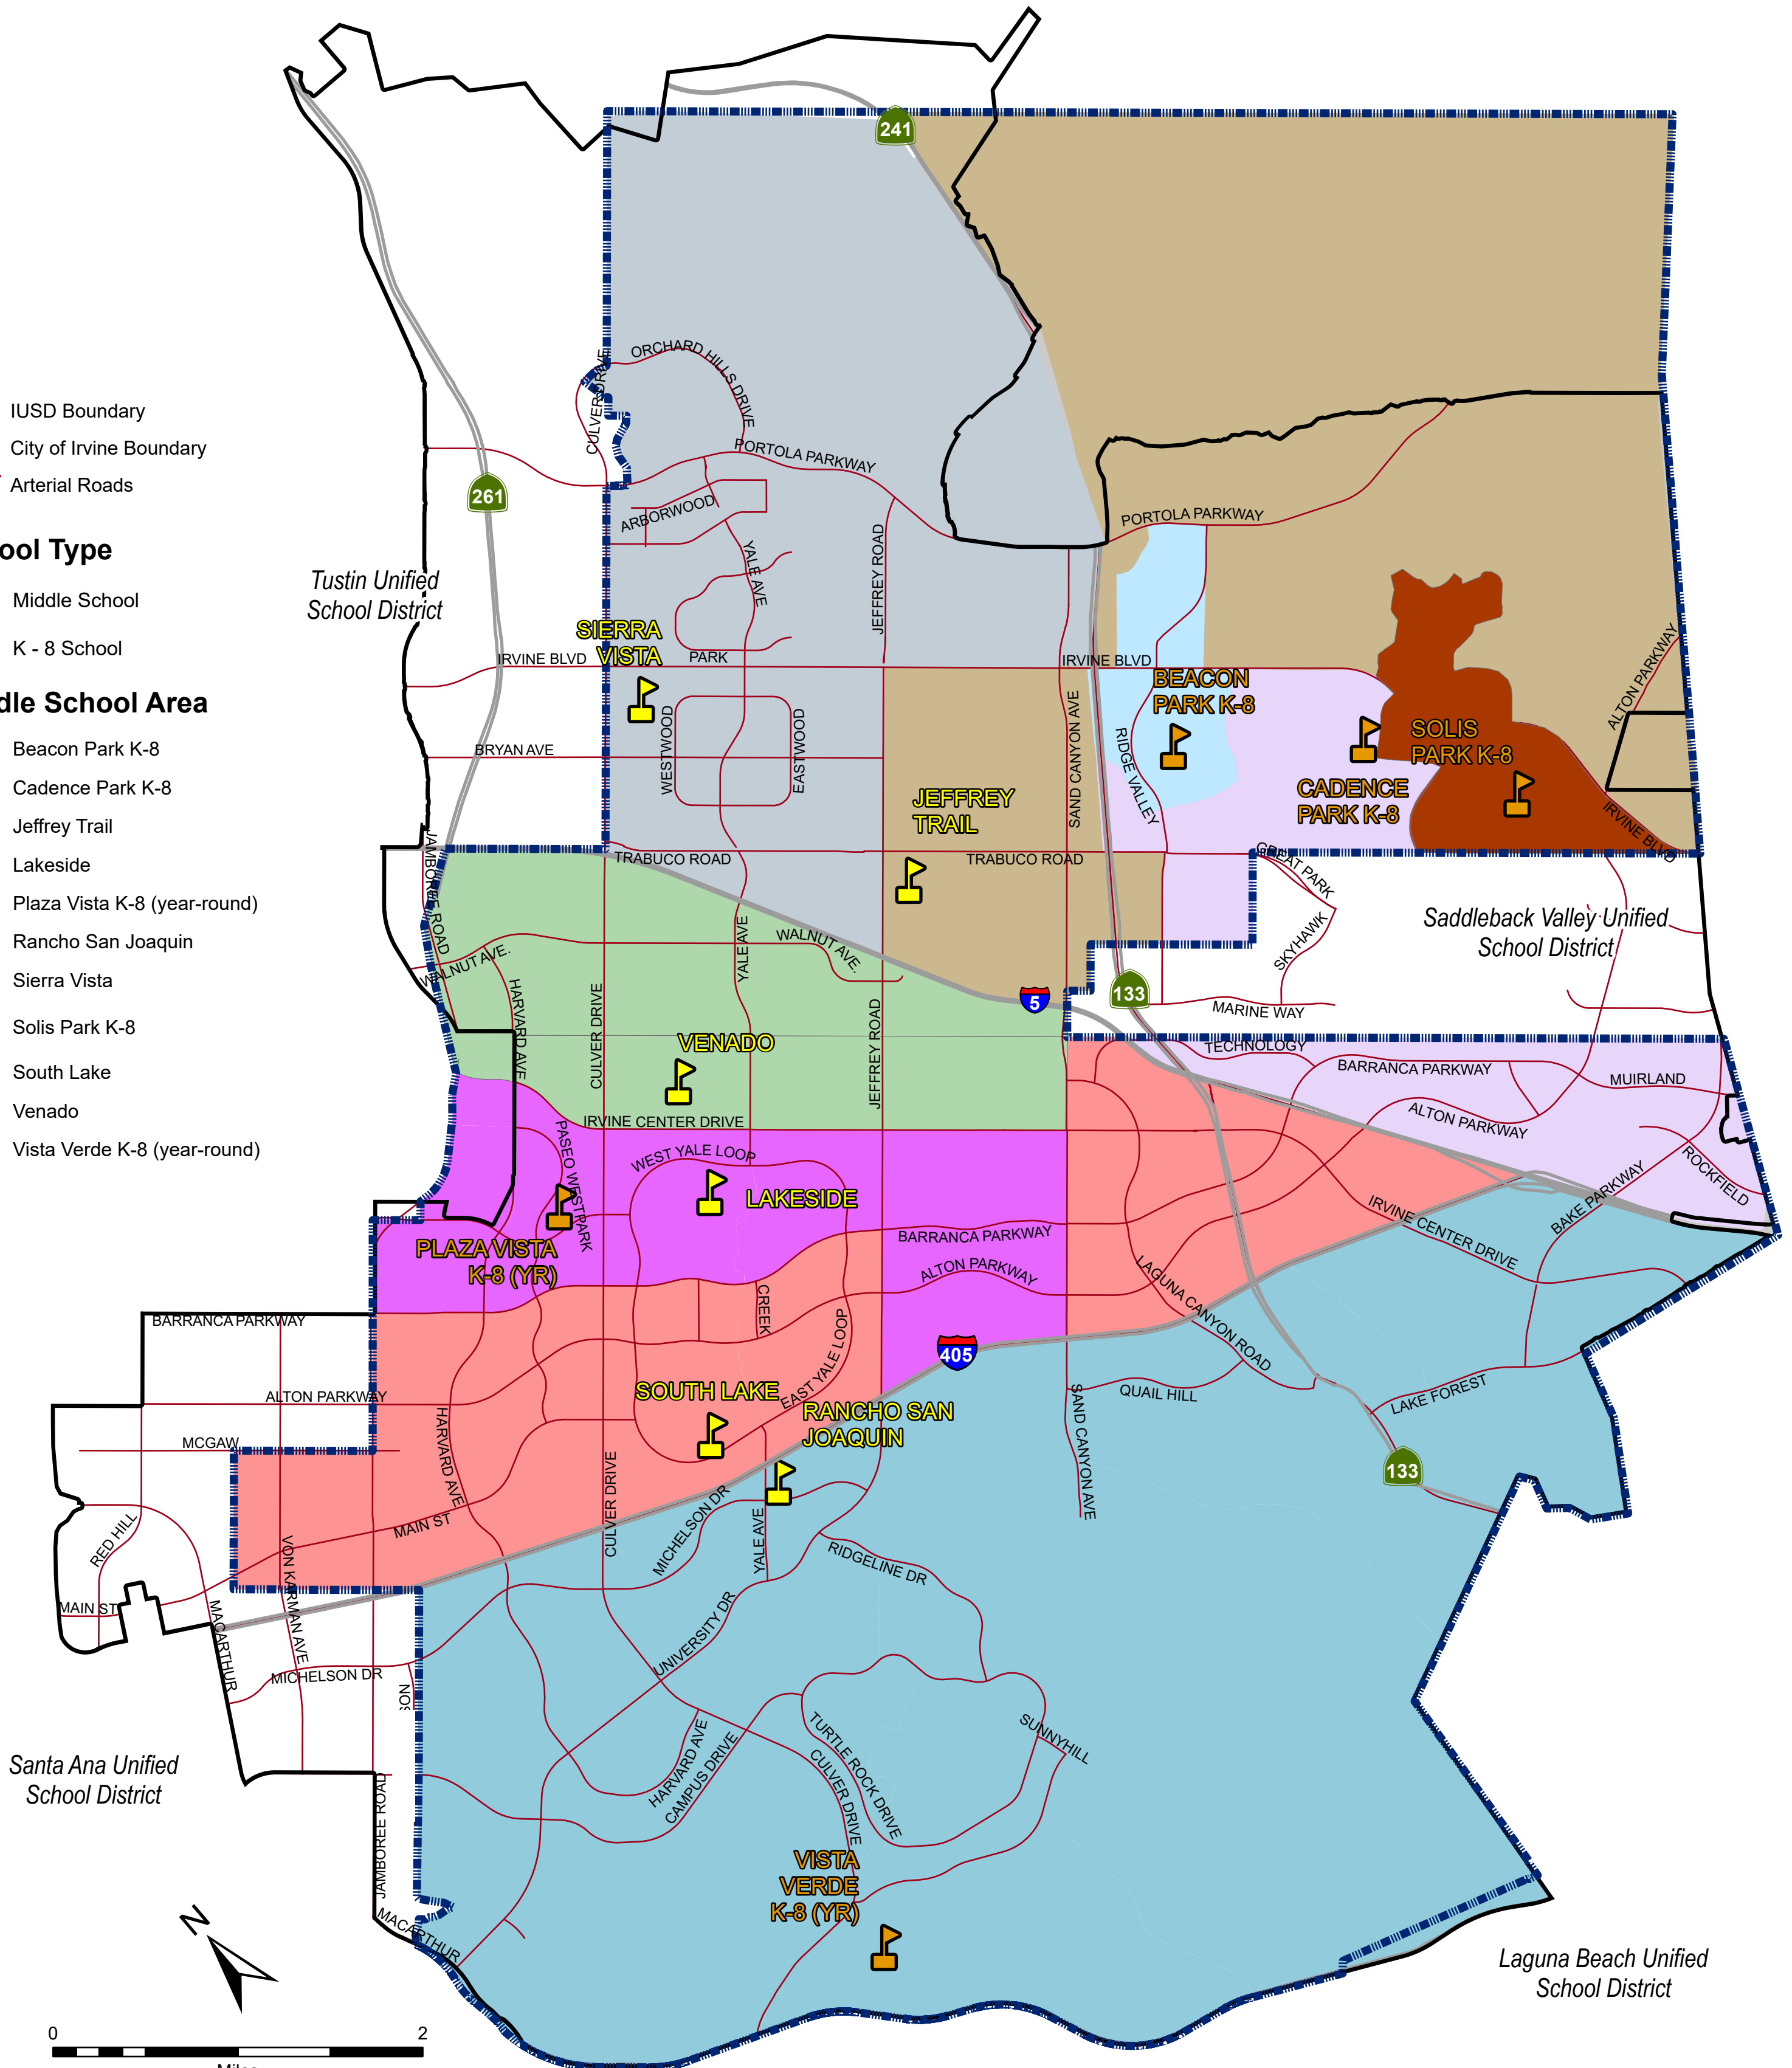 241
ORCHARD HILLS DRIVE
CULVER DRIVE
IUSD Boundary
City of Irvine Boundary
Arterial Roads
PORTOLA PARKWAY
261
ARBORWOOD
PORTOLA PARKWAY
ool Type
Middle School
K - 8 School
Tustin Unified
School District
YALE AVE
JEFFREY ROAD
SIERRA
VISTA
IRVINE BLVD
PARK
IRVINE BLVD
ALTON PARKWAY
BEACON
PARK K-8
dle School Area
Beacon Park K-8
Cadence Park K-8
Jeffrey Trail
Lakeside
Plaza Vista K-8 (year-round)
Rancho San Joaquin
Sierra Vista
Solis Park K-8
South Lake
Venado
Vista Verde K-8 (year-round)
WESTWOOD
EASTWOOD
SAND CANYON AVE
RIDGE VALLEY
SOLIS
PARK K-8
BRYAN AVE
CADENCE
PARK K-8
JEFFREY
TRAIL
IRVINE BLVD
JAMBOREE ROAD
TRABUCO ROAD
TRABUCO ROAD
GREAT PARK
SKYHAWK
Saddleback Valley Unified
School District
WALNUT AVE.
YALE AVE
WALNUT AVE.
HARVARD AVE
CULVER DRIVE
JEFFREY ROAD
5
133
MARINE WAY
VENADO
TECHNOLOGY
BARRANCA PARKWAY
MUIRLAND
ALTON PARKWAY
IRVINE CENTER DRIVE
PASEO WESTPARK
WEST YALE LOOP
LAKESIDE
ROCKFIELD
BAKE PARKWAY
IRVINE CENTER DRIVE
PLAZA VISTA
K-8 (YR)
BARRANCA PARKWAY
ALTON PARKWAY
LAGUNA CANYON ROAD
CREEK
BARRANCA PARKWAY
EAST YALE LOOP
405
ALTON PARKWAY
SOUTH LAKE
RANCHO SAN
JOAQUIN
QUAIL HILL
LAKE FOREST
SAND CANYON AVE
HARVARD AVE
MCGAW
133
CULVER DRIVE
MICHELSON DR
YALE AVE
RED HILL
MAIN ST
VON KARMAN AVE
RIDGELINE DR
MAIN ST
MACARTHUR
UNIVERSITY DR
MICHELSON DR
SON
HARVARD AVE
CAMPUS DRIVE
TURTLE ROCK DRIVE
CULVER DRIVE
SUNNYHILL
Santa Ana Unified
School District
JAMBOREE ROAD
VISTA
VERDE
K-8 (YR)
N
MACARTHUR
Laguna Beach Unified
School District
0 2
Miles